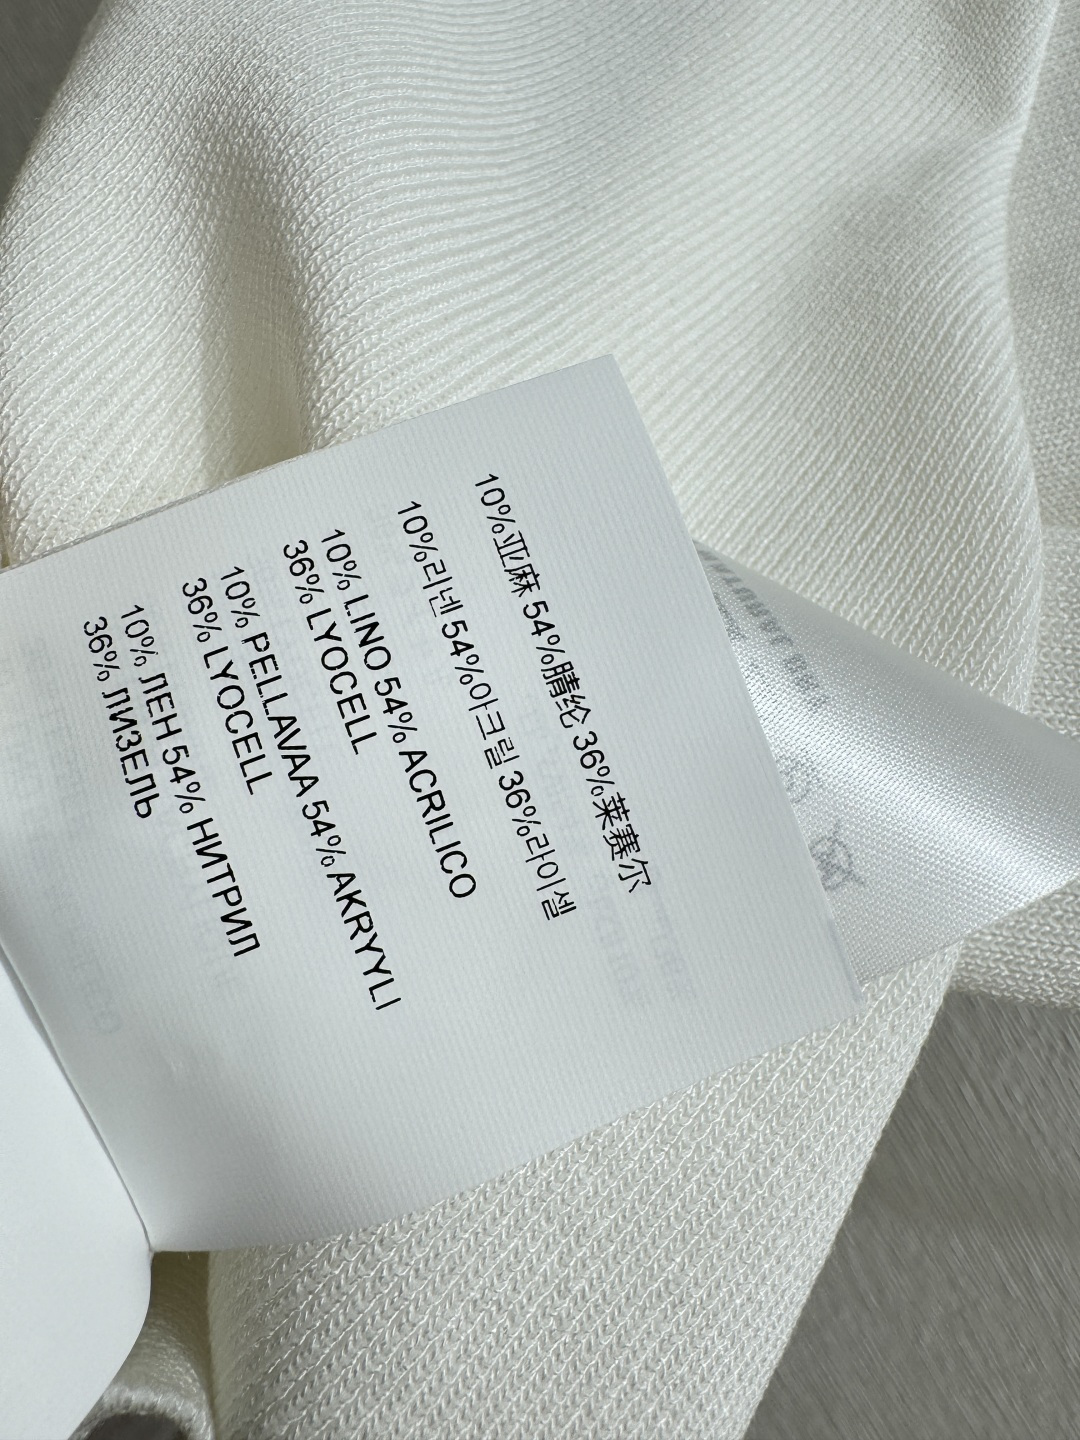 10%亚麻 54%腈纶 36%莱赛尔
10%리넨 54%아크릴 36%라이셀
10% LINO 54% ACRILICO
36% LYOCELL
10% PELLAVAA 54% AKRYYLI
36% LYOCELL
10% ЛЕН 54% НИТРИЛ
36% ЛИЗЕЛЬ